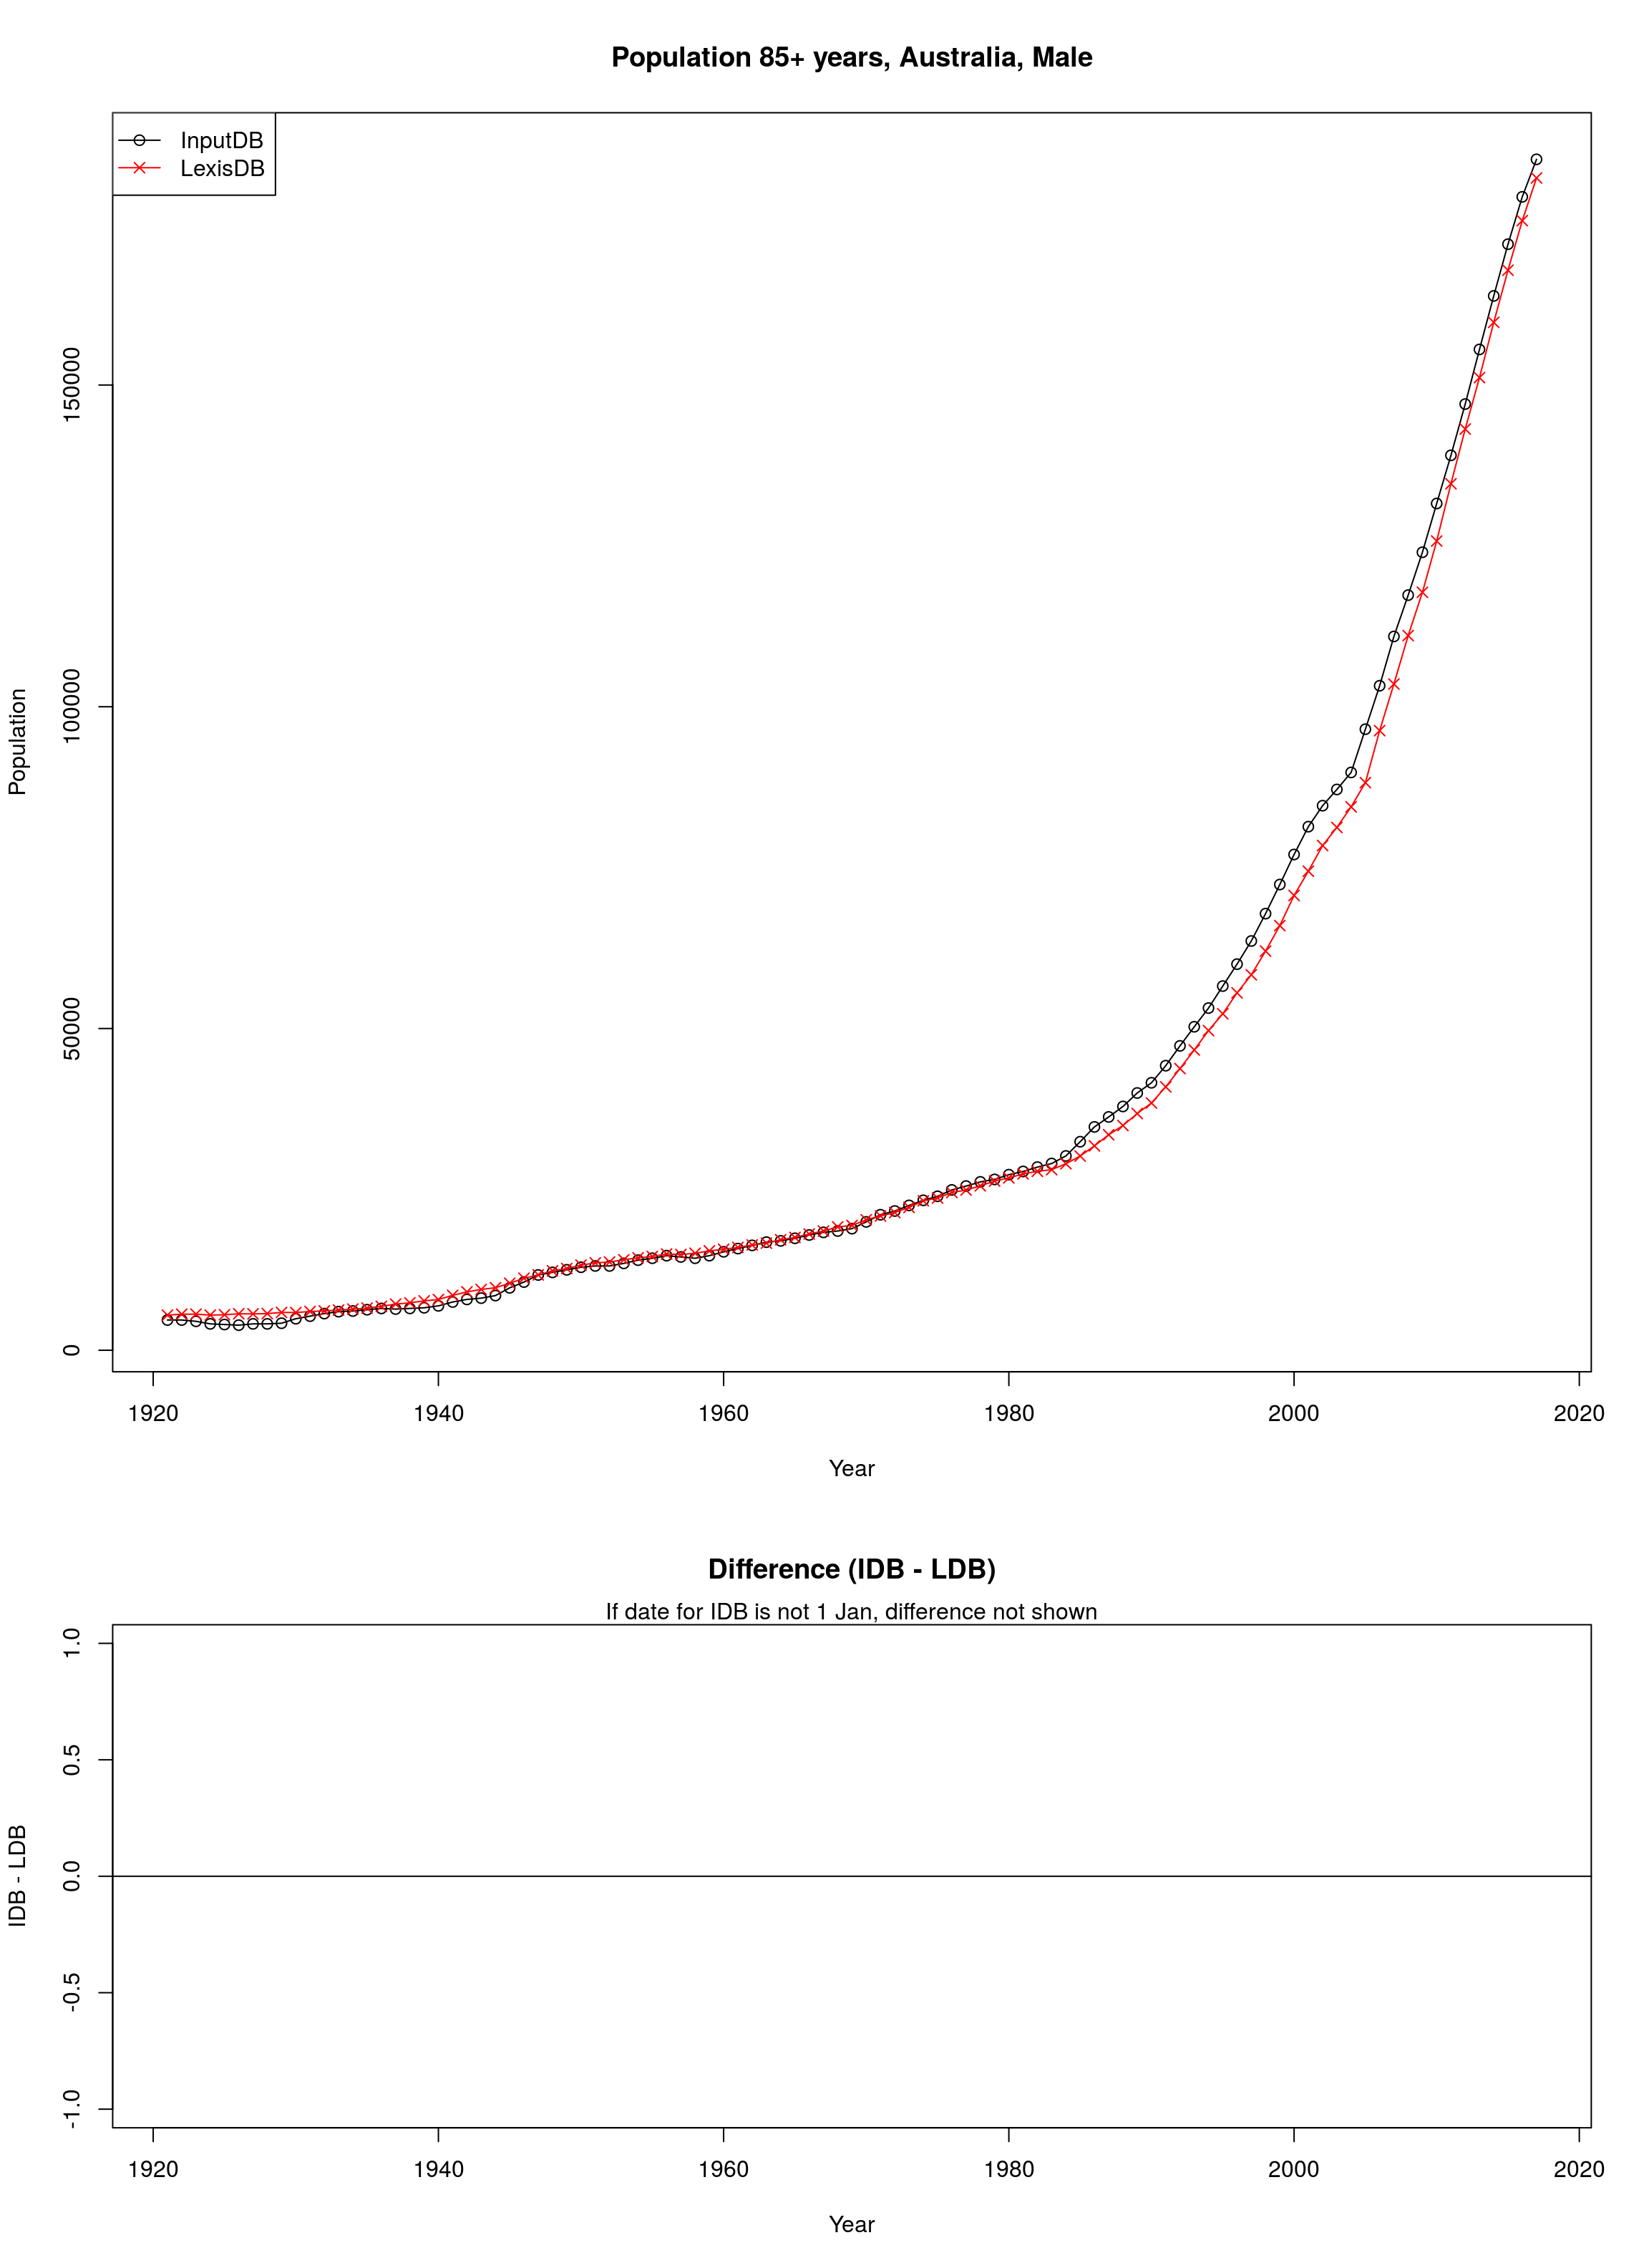 Population 85+ years, Australia, Male
InputDB
LexisDB
Population
150000
100000
50000
0
1920 1940 1960 1980 2000 2020
Year
Difference (IDB - LDB)
If date for IDB is not 1 Jan, difference not shown
IDB - LDB
1.0
0.5
0.0
-0.5
-1.0
1920 1940 1960 1980 2000 2020
Year